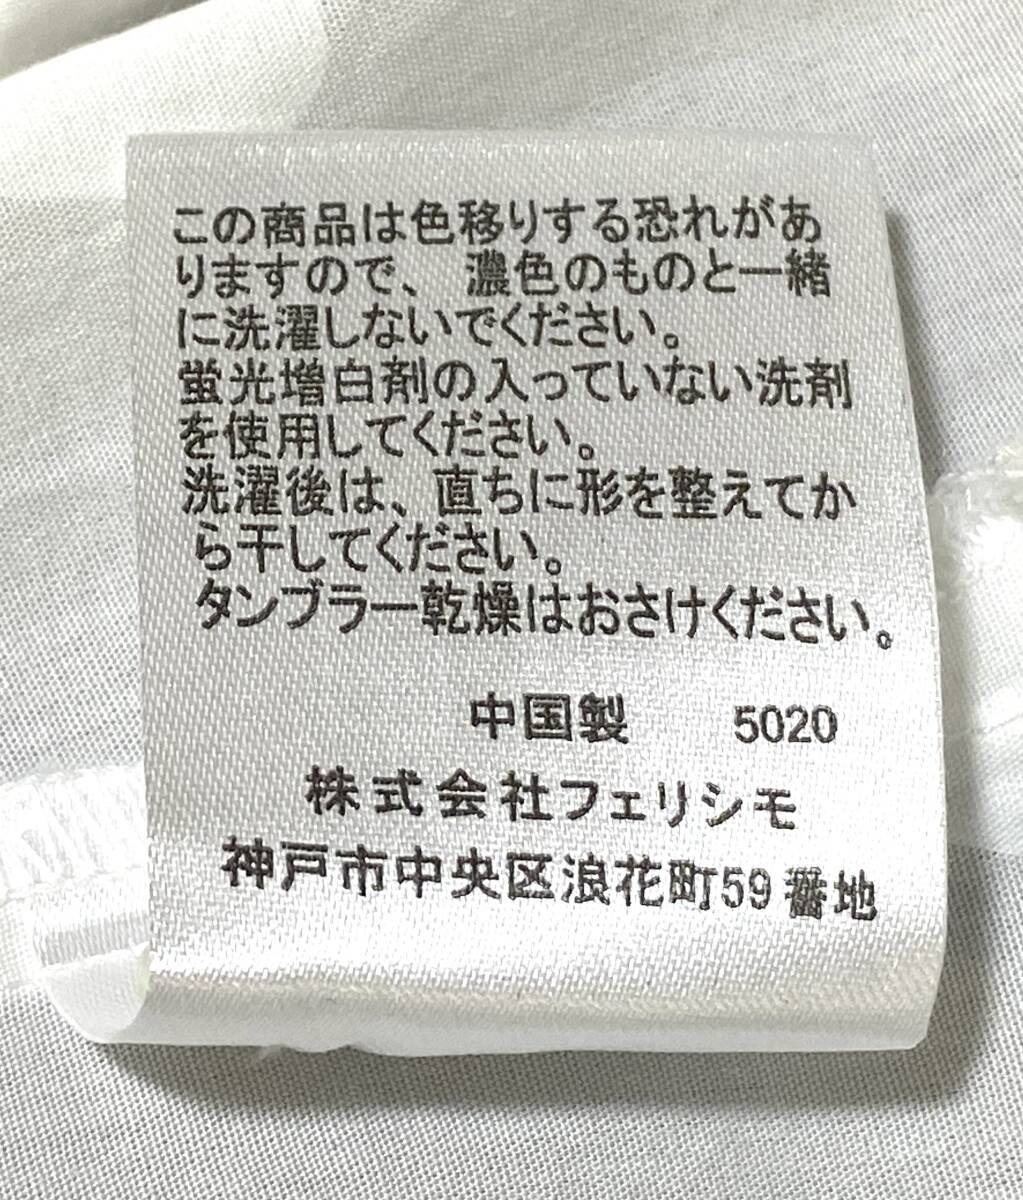 この商品は色移りする恐れがあ
りますので、濃色のものと一緒
に洗濯しないでください。
蛍光増白剤の入っていない洗剤
を使用してください。
洗濯後は、直ちに形を整えてか
ら干してください。
タンブラー乾燥はおさけください。
中国製 5020
株式会社フェリシモ
神戸市中央区浪花町59番地